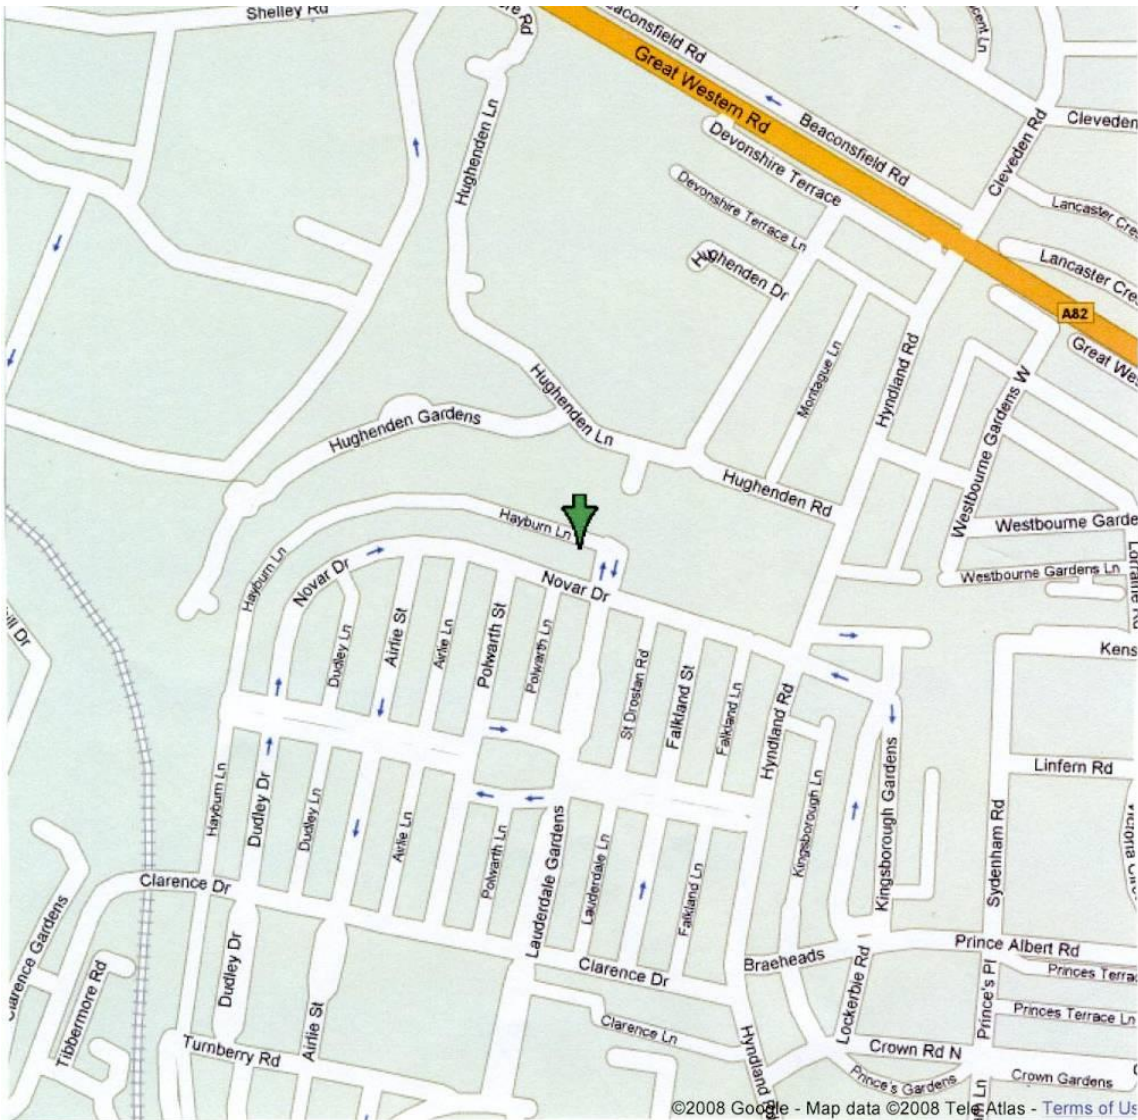 Shelley Rd
Beaconsfield Rd
Great Western Rd
Hughenden Ln
Devonshire Terrace
Beaconsfield Rd
Cleveden Rd
Cleveden
Devonshire Terrace Ln
Lancaster Cres
Hughenden Dr
Lancaster Cres
A82
Great Wes
Montague Ln
Hyndland Rd
Hughenden Gardens
Hughenden Ln
Westbourne Gardens W
Hughenden Rd
Westbourne Garde
Hayburn Ln
Westbourne Gardens Ln
Hayburn Ln
Novar Dr
Novar Dr
Dudley Ln
Airlie St
Airlie Ln
Polwarth St
Polwarth Ln
St Drostan Rd
Falkland St
Falkland Ln
Hyndland Rd
Kens
Hayburn Ln
Dudley Dr
Dudley Ln
Airlie Ln
Polwarth Ln
Lauderdale Gardens
Lauderdale Ln
Falkland Ln
Kingsborough Ln
Kingsborough Gardens
Linfern Rd
Sydenham Rd
Clarence Dr
Clarence Gardens
Tibbermore Rd
Dudley Dr
Airlie St
Turnberry Rd
Clarence Dr
Clarence Ln
Braeheads
Hyndland Rd
Lockerbie Rd
Prince Albert Rd
Princes Terrac
Prince's Pl
Princes Terrace Ln
Crown Rd N
Prince's Gardens
Crown Gardens
©2008 Google - Map data ©2008 Tele Atlas - Terms of Us